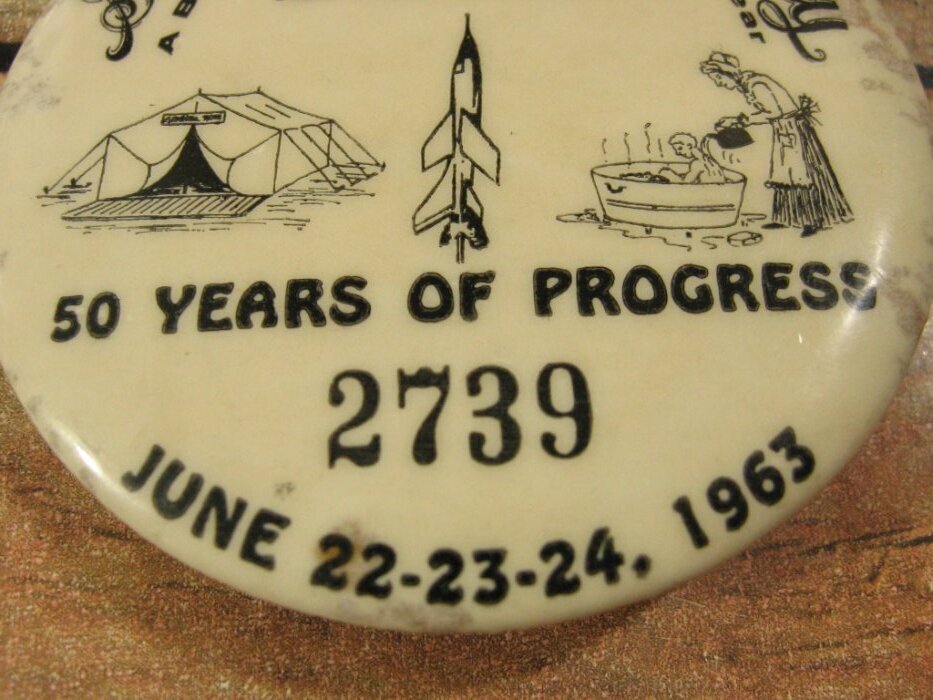 50 YEARS OF PROGRESS
2739
JUNE 22-23-24, 1963